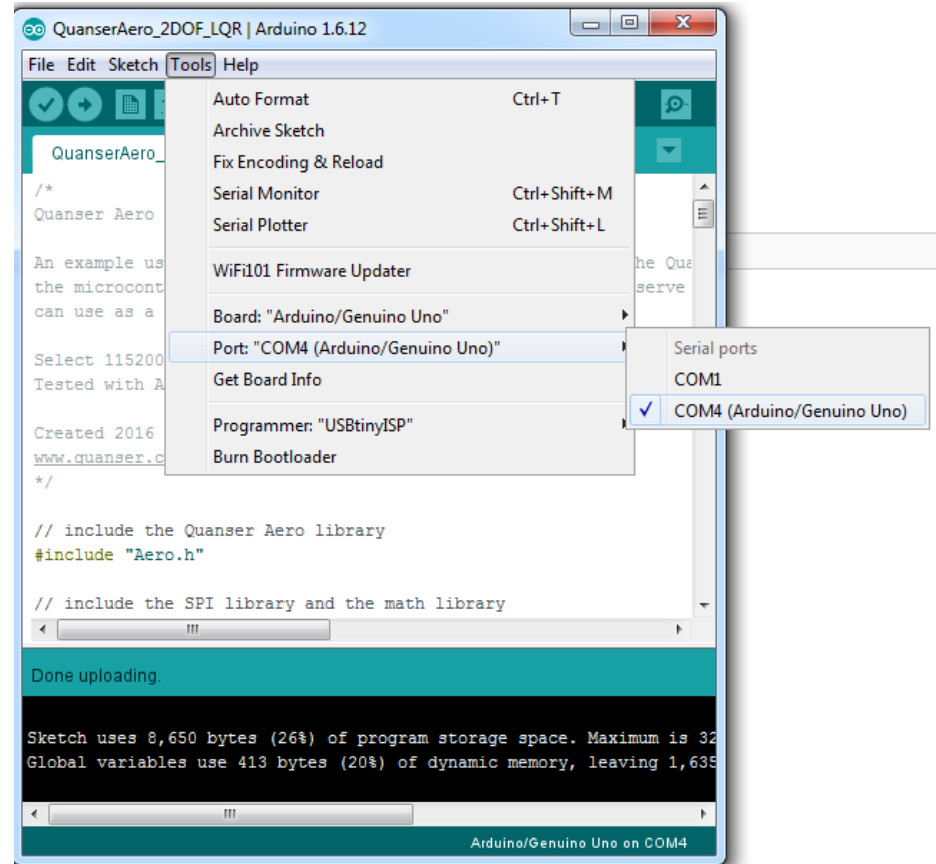 QuanserAero_2DOF_LQR | Arduino 1.6.12
File Edit Sketch Tools Help
Auto Format Ctrl+T
Archive Sketch
Fix Encoding & Reload
Serial Monitor Ctrl+Shift+M
Serial Plotter Ctrl+Shift+L
WiFi101 Firmware Updater
Board: "Arduino/Genuino Uno"
Port: "COM4 (Arduino/Genuino Uno)"
Get Board Info
Programmer: "USBtinyISP"
Burn Bootloader
Serial ports
COM1
COM4 (Arduino/Genuino Uno)
QuanserAero_
/*
Quanser Aero
An example us he Qua
the microcont serve
can use as a
Select 115200
Tested with A
Created 2016
www.quanser.c
*/
// include the Quanser Aero library
#include "Aero.h"
// include the SPI library and the math library
Done uploading.
Sketch uses 8,650 bytes (26%) of program storage space. Maximum is 32
Global variables use 413 bytes (20%) of dynamic memory, leaving 1,635
Arduino/Genuino Uno on COM4